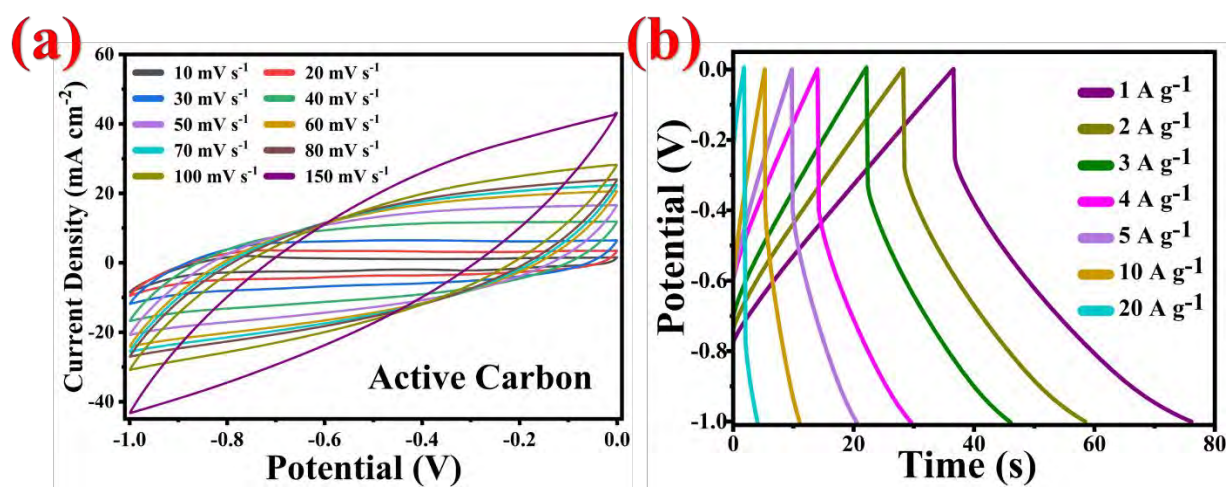 (a)
60
40
20
0
-20
-40
Current Density (mA cm-2)
10 mV s-1 20 mV s-1
30 mV s-1 40 mV s-1
50 mV s-1 60 mV s-1
70 mV s-1 80 mV s-1
100 mV s-1 150 mV s-1
Active Carbon
-1.0 -0.8 -0.6 -0.4 -0.2 0.0
Potential (V)
(b)
0.0
-0.2
-0.4
-0.6
-0.8
-1.0
Potential (V)
1 A g-1
2 A g-1
3 A g-1
4 A g-1
5 A g-1
10 A g-1
20 A g-1
0 20 40 60 80
Time (s)